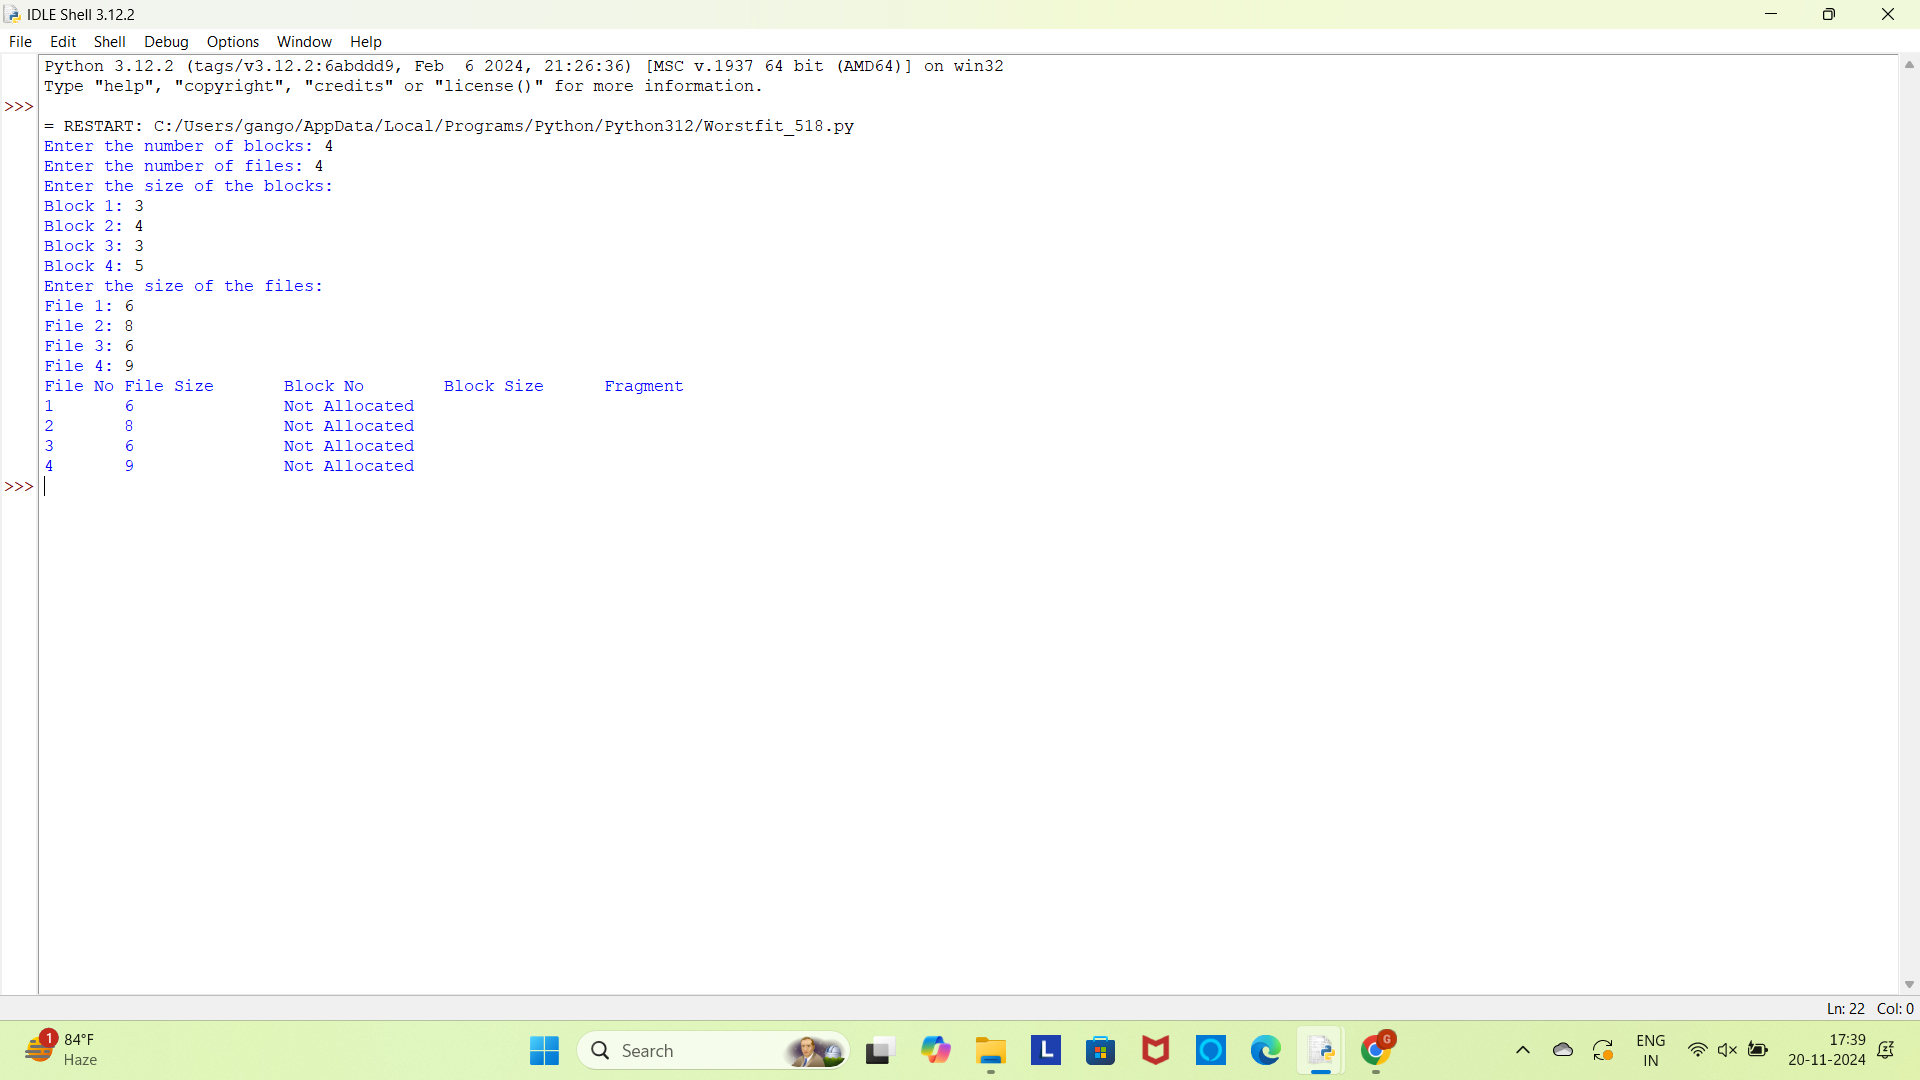 IDLE Shell 3.12.2
File Edit Shell Debug Options Window Help
Python 3.12.2 (tags/v3.12.2:6abddd9, Feb  6 2024, 21:26:36) [MSC v.1937 64 bit (AMD64)] on win32
Type "help", "copyright", "credits" or "license()" for more information.
>>>
= RESTART: C:/Users/gango/AppData/Local/Programs/Python/Python312/Worstfit_518.py
Enter the number of blocks: 4
Enter the number of files: 4
Enter the size of the blocks:
Block 1: 3
Block 2: 4
Block 3: 3
Block 4: 5
Enter the size of the files:
File 1: 6
File 2: 8
File 3: 6
File 4: 9
File No File Size       Block No        Block Size      Fragment
1       6               Not Allocated
2       8               Not Allocated
3       6               Not Allocated
4       9               Not Allocated
>>>
Ln: 22 Col: 0
1
84°F
Haze
Search
L
G
ENG
IN
17:39
20-11-2024